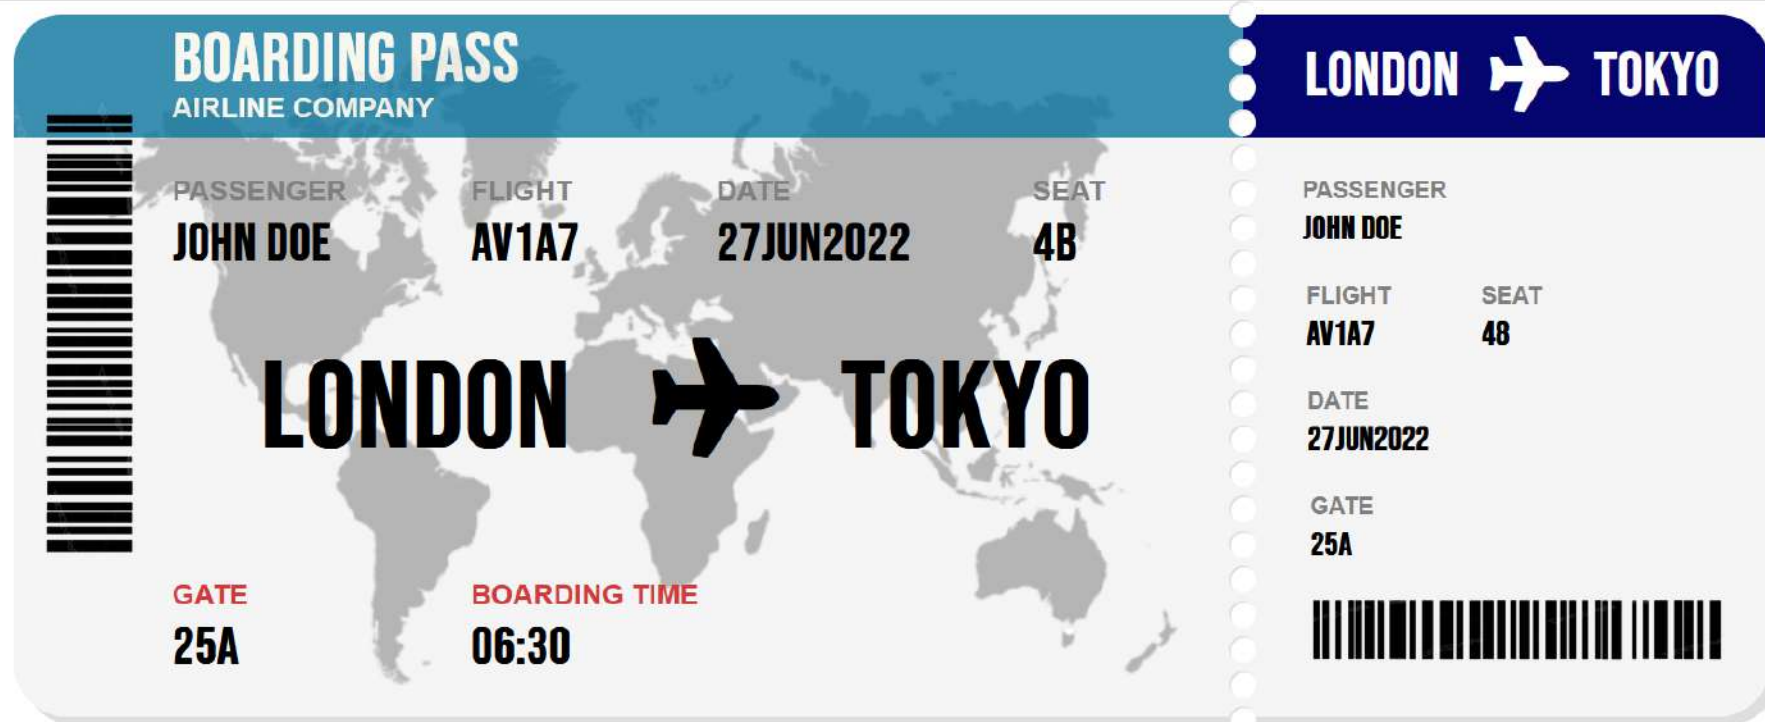 BOARDING PASS
AIRLINE COMPANY
PASSENGER FLIGHT DATE SEAT
JOHN DOE AV1A7 27JUN2022 4B
LONDON TOKYO
GATE BOARDING TIME
25A 06:30
LONDON TOKYO
PASSENGER
JOHN DOE
FLIGHT SEAT
AV1A7 48
DATE
27JUN2022
GATE
25A